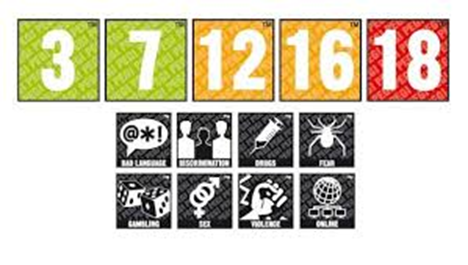 3 7 12 16 18
@*!
BAD LANGUAGE DISCRIMINATION DRUGS FEAR
GAMBLING SEX VIOLENCE ONLINE